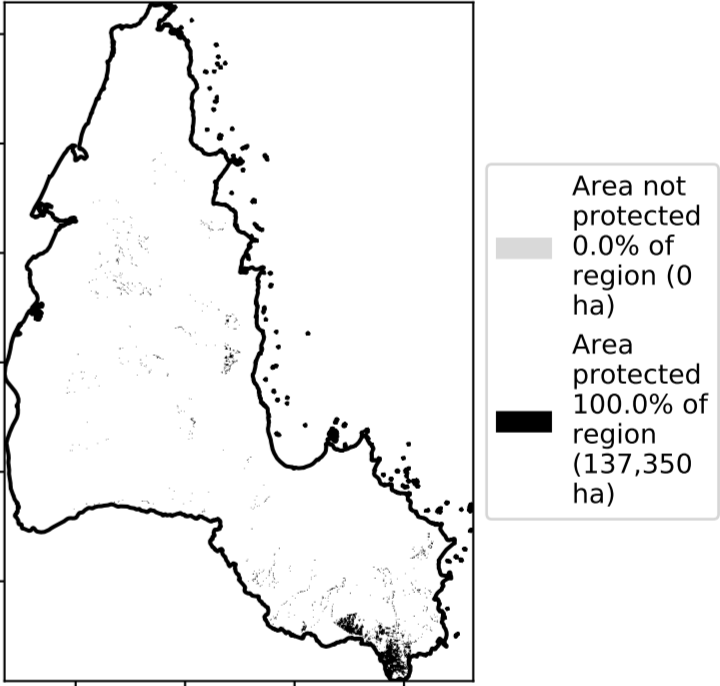 Area not
protected
0.0% of
region (0
ha)
Area
protected
100.0% of
region
(137,350
ha)